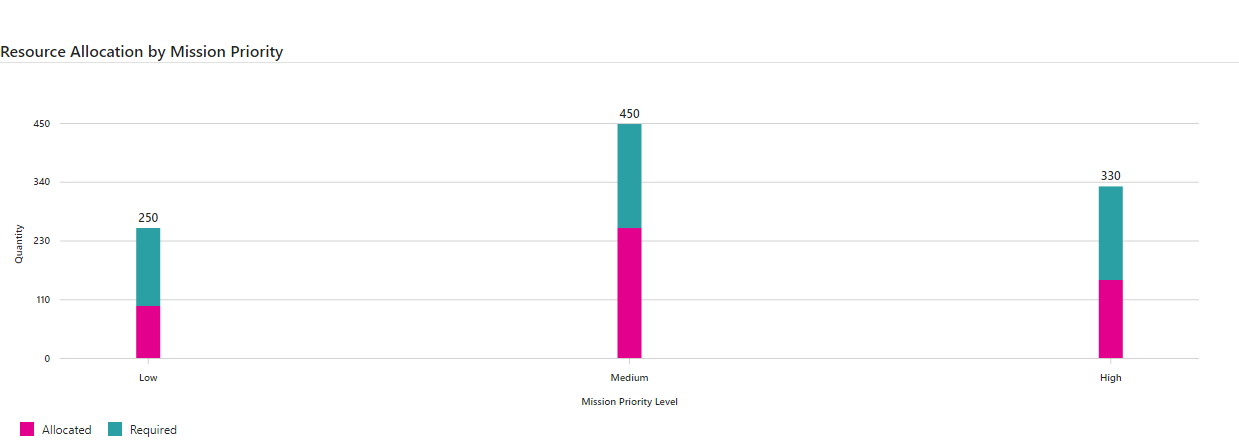 Resource Allocation by Mission Priority
450
450
340
330
250
230
Quantity
110
0
Low Medium High
Mission Priority Level
Allocated Required